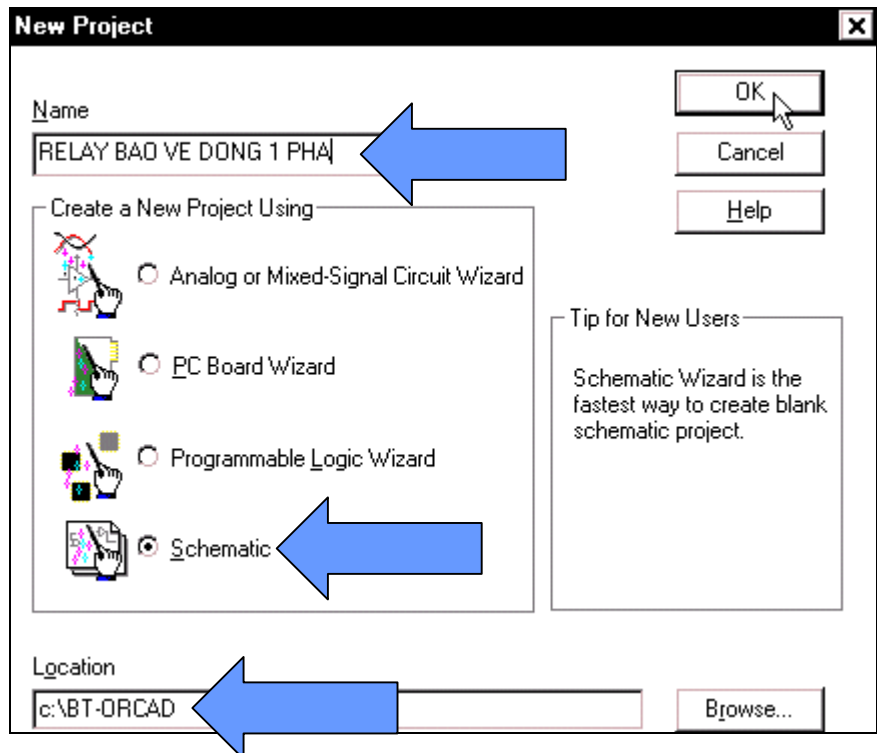 New Project
Name
RELAY BAO VE DONG 1 PHA
OK
Cancel
Help
Create a New Project Using
Analog or Mixed-Signal Circuit Wizard
PC Board Wizard
Programmable Logic Wizard
Schematic
Tip for New Users
Schematic Wizard is the
fastest way to create blank
schematic project.
Location
c:\BT-ORCAD
Browse...